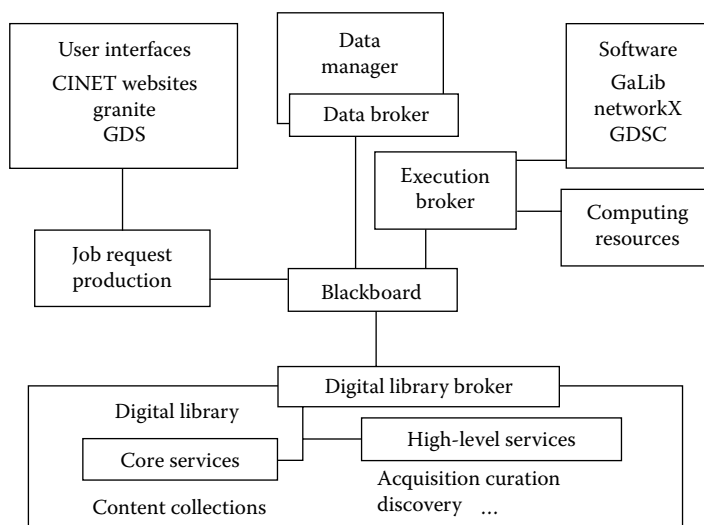 User interfaces
CINET websites
granite
GDS
Data
manager
Data broker
Software
GaLib
networkX
GDSC
Execution
broker
Computing
resources
Job request
production
Blackboard
Digital library broker
Digital library
High-level services
Core services
Acquisition curation
discovery ...
Content collections